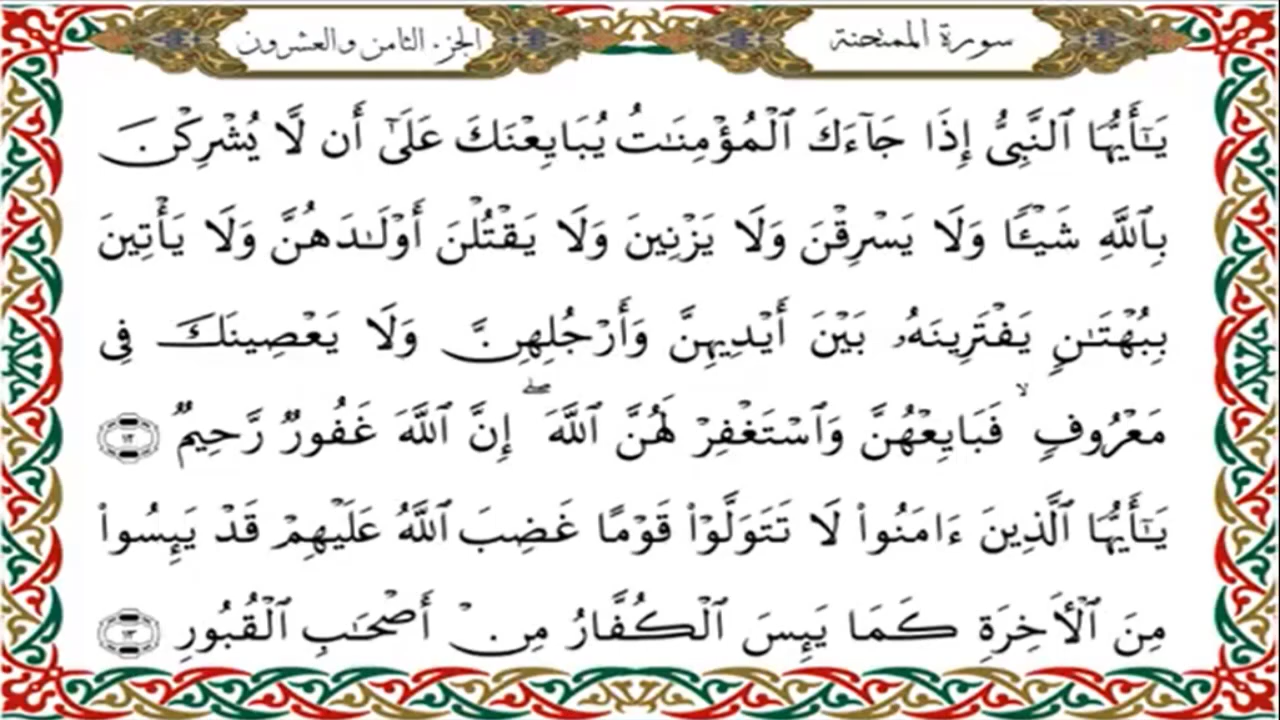 سورة الممتحنة
الجزء الثامن والعشرون
يَـٰٓأَيُّهَا ٱلنَّبِىُّ إِذَا جَآءَكَ ٱلْمُؤْمِنَـٰتُ يُبَايِعْنَكَ عَلَىٰٓ أَن لَّا يُشْرِكْنَ
بِٱللَّهِ شَيْـًٔا وَلَا يَسْرِقْنَ وَلَا يَزْنِينَ وَلَا يَقْتُلْنَ أَوْلَـٰدَهُنَّ وَلَا يَأْتِينَ
بِبُهْتَـٰنٍ يَفْتَرِينَهُۥ بَيْنَ أَيْدِيهِنَّ وَأَرْجُلِهِنَّ وَلَا يَعْصِينَكَ فِى
مَعْرُوفٍ ۙ فَبَايِعْهُنَّ وَٱسْتَغْفِرْ لَهُنَّ ٱللَّهَ ۖ إِنَّ ٱللَّهَ غَفُورٌ رَّحِيمٌ ١٢
يَـٰٓأَيُّهَا ٱلَّذِينَ ءَامَنُوا۟ لَا تَتَوَلَّوْا۟ قَوْمًا غَضِبَ ٱللَّهُ عَلَيْهِمْ قَدْ يَئِسُوا۟
مِنَ ٱلْـَٔاخِرَةِ كَمَا يَئِسَ ٱلْكُفَّارُ مِنْ أَصْحَـٰبِ ٱلْقُبُورِ ١٣